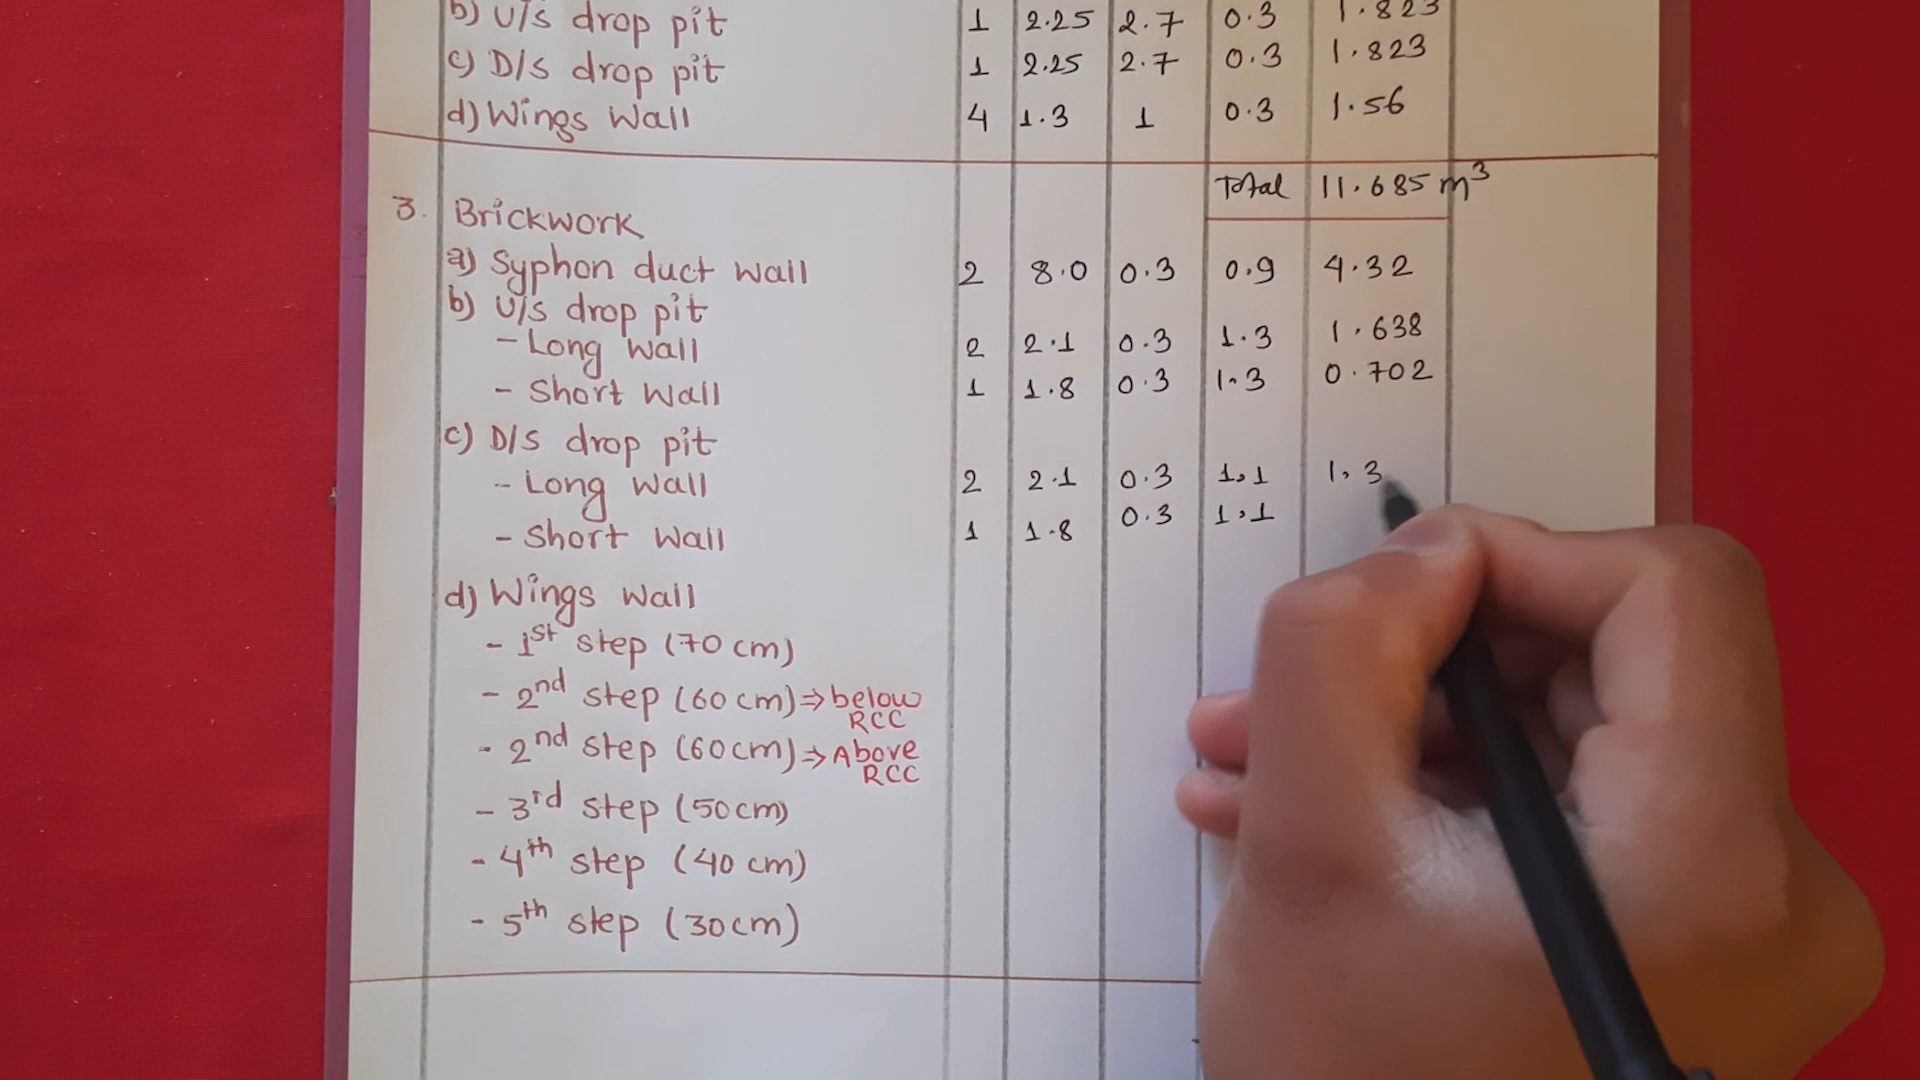 b) U/s drop pit 1 2.25 2.7 0.3 1.823
c) D/s drop pit 1 2.25 2.7 0.3 1.823
d) Wings Wall 4 1.3 1 0.3 1.56
Total 11.685 m³
3. Brickwork
a) Syphon duct wall 2 8.0 0.3 0.9 4.32
b) U/s drop pit
- Long wall 2 2.1 0.3 1.3 1.638
- Short wall 1 1.8 0.3 1.3 0.702
c) D/s drop pit
- Long wall 2 2.1 0.3 1.1 1.3
- Short wall 1 1.8 0.3 1.1
d) Wings wall
- 1st step (70 cm)
- 2nd step (60 cm) ⇒ below RCC
- 2nd step (60 cm) ⇒ Above RCC
- 3rd step (50 cm)
- 4th step (40 cm)
- 5th step (30 cm)